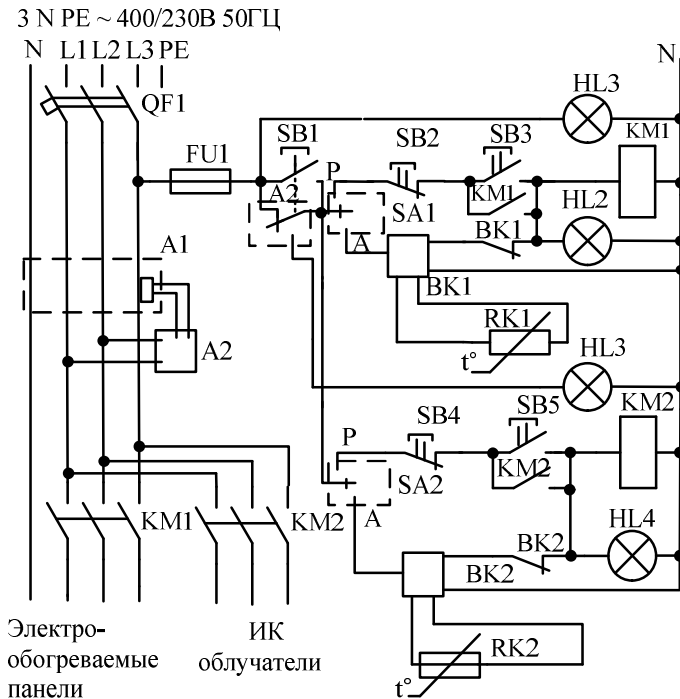 3 N PE ~ 400/230В 50ГЦ
N L1 L2 L3 PE
N
HL3
QF1
SB1
SB2
SB3
KM1
FU1
P
A2
KM1
HL2
SA1
BK1
A1
A
BK1
RK1
t°
A2
HL3
SB4
SB5
KM2
P
KM2
SA2
KM1
KM2
A
HL4
BK2
BK2
Электро-
обогреваемые
панели
ИК
облучатели
RK2
t°